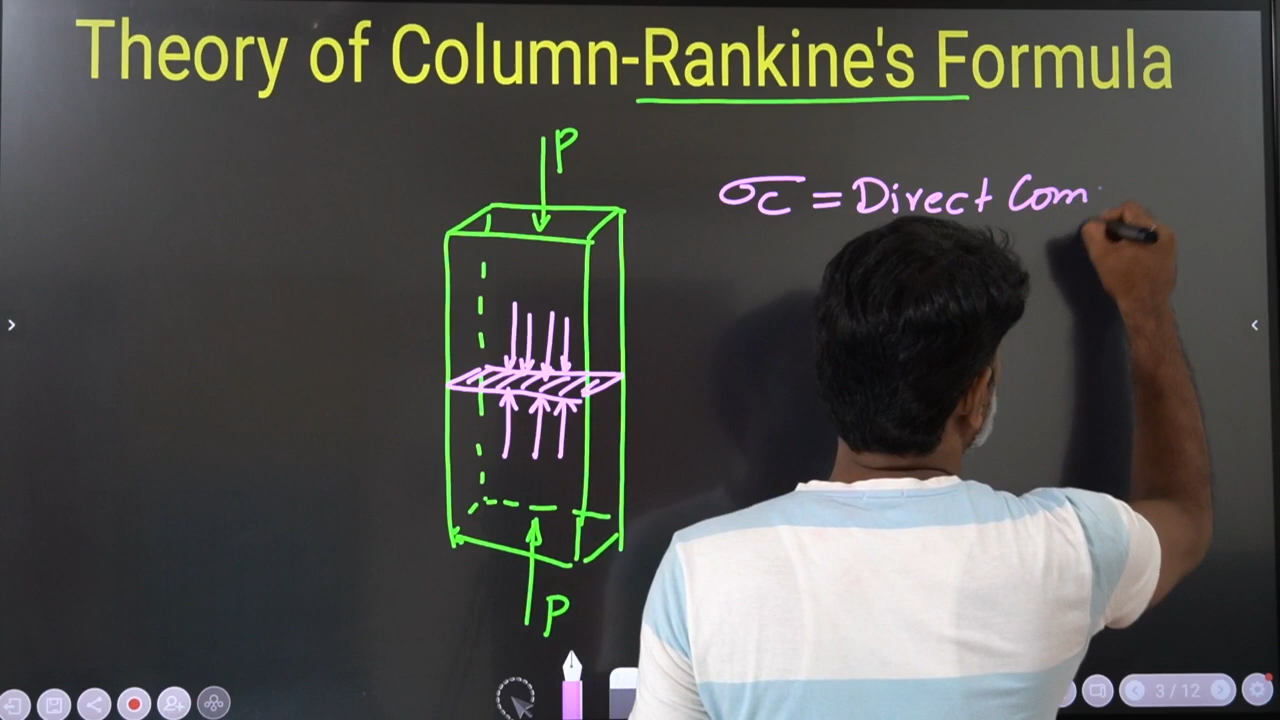 Theory of Column-Rankine's Formula
P
σc = Direct Com
P
3 / 12